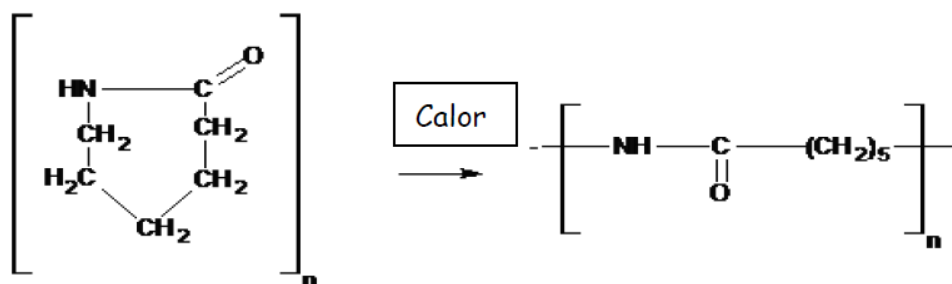 O
HN C
CH₂ CH₂
H₂C CH₂
CH₂
n
Calor
- NH C (CH₂)₅
O
n